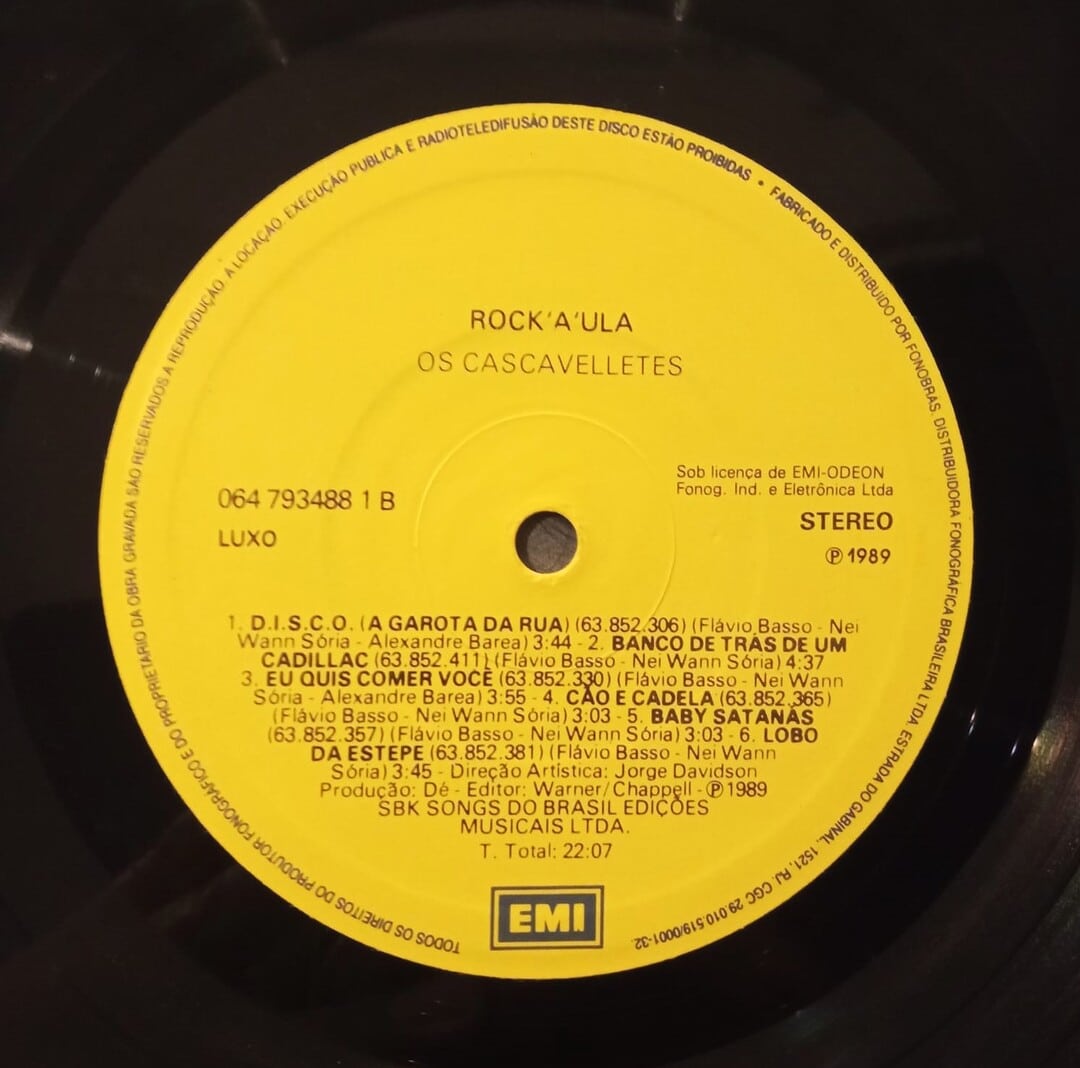 TODOS OS DIREITOS DO PRODUTOR FONOGRÁFICO E DO PROPRIETÁRIO DA OBRA GRAVADA SÃO RESERVADOS A REPRODUÇÃO. A LOCAÇÃO. EXECUÇÃO PUBLICA E RADIOTELEDIFUSÃO DESTE DISCO ESTÃO PROIBIDAS • FABRICADO E DISTRIBUIDO POR FONOBRAS. DISTRIBUIDORA FONOGRÁFICA BRASILEIRA LTDA. ESTRADA DO GABINAL, 1521, RJ. CGC 29.010.519/0001-32.
ROCK'A'ULA
OS CASCAVELLETES
Sob licença de EMI-ODEON
Fonog. Ind. e Eletrônica Ltda
064 793488 1 B
STEREO
LUXO
℗ 1989
1. D.I.S.C.O. (A GAROTA DA RUA) (63.852.306) (Flávio Basso - Nei
Wann Sória - Alexandre Barea) 3:44 - 2. BANCO DE TRÁS DE UM
CADILLAC (63.852.411) (Flávio Basso - Nei Wann Sória) 4:37
3. EU QUIS COMER VOCÊ (63.852.330) (Flávio Basso - Nei Wann
Sória - Alexandre Barea) 3:55 - 4. CÃO E CADELA (63.852.365)
(Flávio Basso - Nei Wann Sória) 3:03 - 5. BABY SATANÁS
(63.852.357) (Flávio Basso - Nei Wann Sória) 3:03 - 6. LOBO
DA ESTEPE (63.852.381) (Flávio Basso - Nei Wann
Sória) 3:45 - Direção Artística: Jorge Davidson
Produção: Dé - Editor: Warner/Chappell - ℗ 1989
SBK SONGS DO BRASIL EDIÇÕES
MUSICAIS LTDA.
T. Total: 22:07
EMI